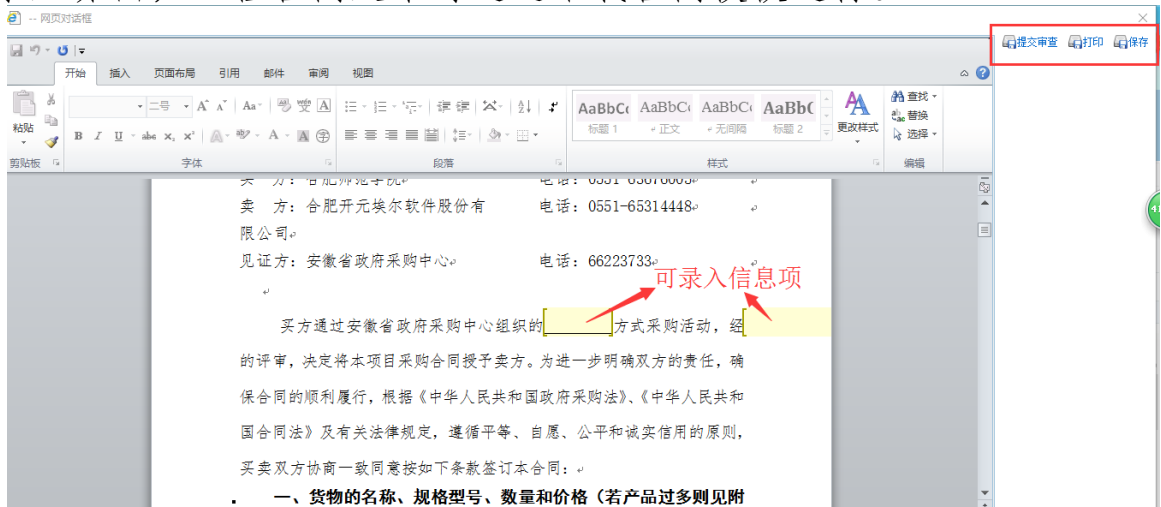 -- 网页对话框
提交审查 打印 保存
开始 插入 页面布局 引用 邮件 审阅 视图
二号 A A Aa 查找
AaBbCc AaBbCc AaBbCc AaBbC 替换
粘贴 B I U abc x₂ x² A 标题 1 正文 无间隔 标题 2 更改样式 选择
剪贴板 字体 段落 样式 编辑
卖 方：合肥开元埃尔软件股份有 电话：0551-65314448
限公司
见证方：安徽省政府采购中心 电话：66223733
可录入信息项
买方通过安徽省政府采购中心组织的 方式采购活动，经
的评审，决定将本项目采购合同授予卖方。为进一步明确双方的责任，确
保合同的顺利履行，根据《中华人民共和国政府采购法》、《中华人民共和
国合同法》及有关法律规定，遵循平等、自愿、公平和诚实信用的原则，
买卖双方协商一致同意按如下条款签订本合同：
一、货物的名称、规格型号、数量和价格（若产品过多则见附